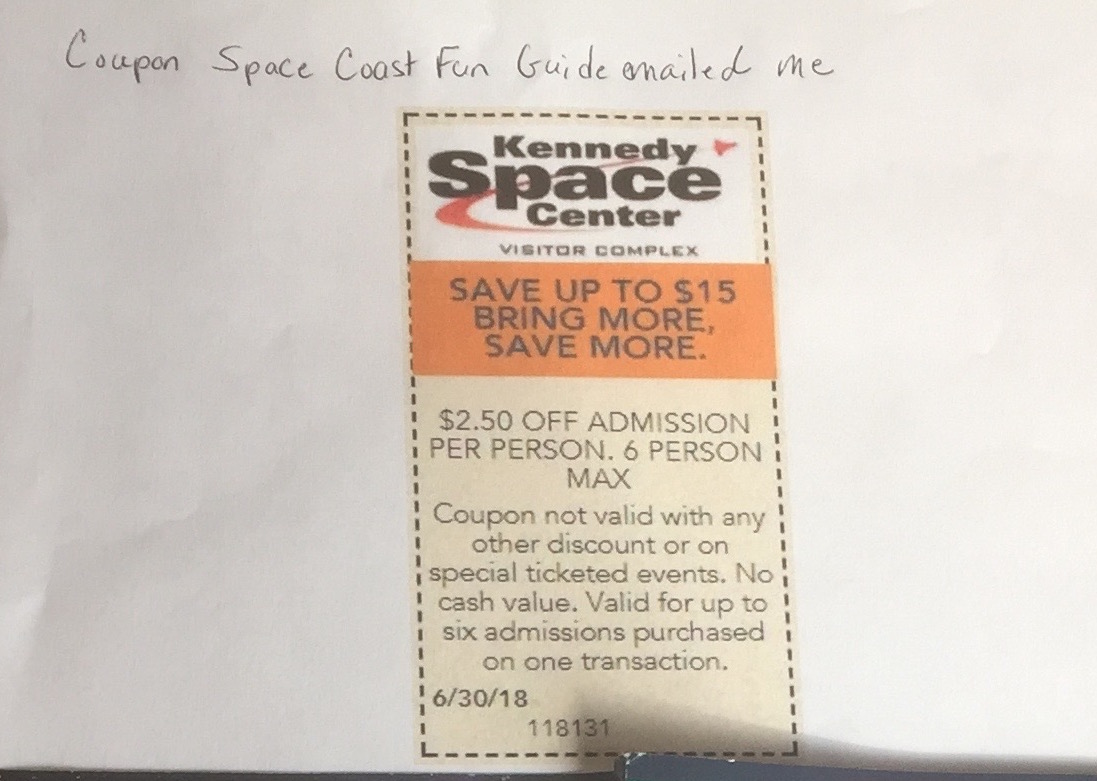 Coupon Space Coast Fun Guide emailed me
Kennedy
Space
Center
VISITOR COMPLEX
SAVE UP TO $15
BRING MORE,
SAVE MORE.
$2.50 OFF ADMISSION
PER PERSON. 6 PERSON
MAX
Coupon not valid with any
other discount or on
special ticketed events. No
cash value. Valid for up to
six admissions purchased
on one transaction.
6/30/18
118131